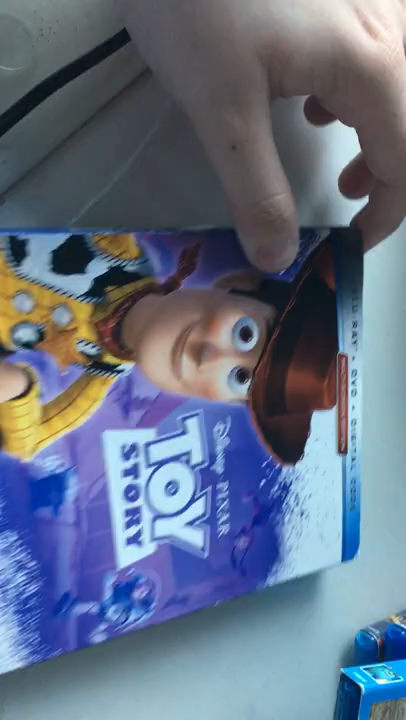 BLU-RAY + DVD + DIGITAL CODE
Disney · PIXAR
TOY
STORY